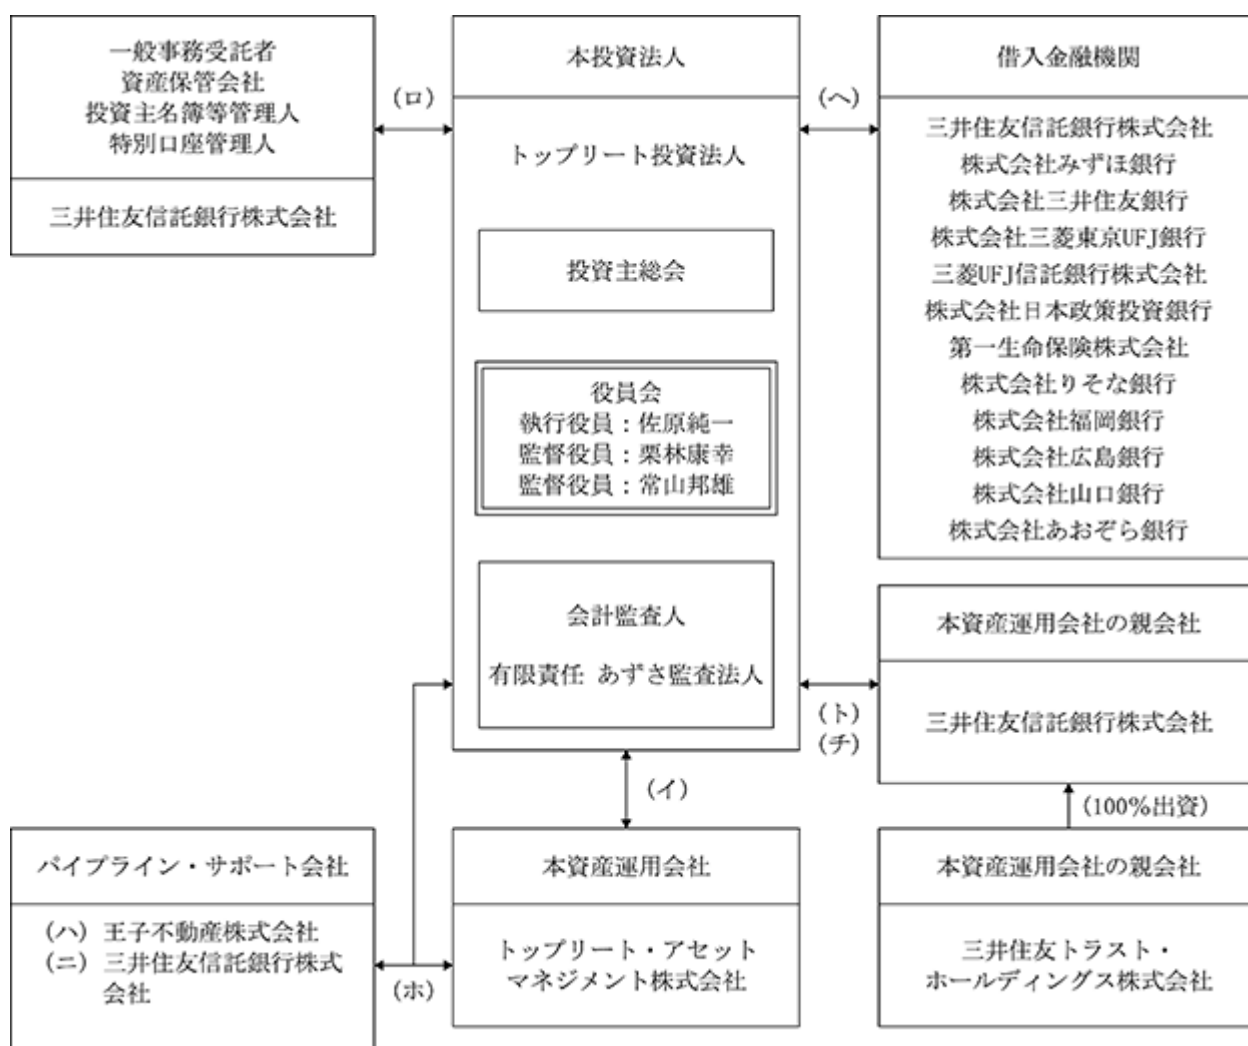 一般事務受託者
資産保管会社
投資主名簿等管理人
特別口座管理人
三井住友信託銀行株式会社
(ロ)
本投資法人
トップリート投資法人
投資主総会
役員会
執行役員：佐原純一
監督役員：栗林康幸
監督役員：常山邦雄
会計監査人
有限責任 あずさ監査法人
(ヘ)
借入金融機関
三井住友信託銀行株式会社
株式会社みずほ銀行
株式会社三井住友銀行
株式会社三菱東京UFJ銀行
三菱UFJ信託銀行株式会社
株式会社日本政策投資銀行
第一生命保険株式会社
株式会社りそな銀行
株式会社福岡銀行
株式会社広島銀行
株式会社山口銀行
株式会社あおぞら銀行
(ト)
(チ)
本資産運用会社の親会社
三井住友信託銀行株式会社
(100%出資)
(イ)
パイプライン・サポート会社
(ハ) 王子不動産株式会社
(ニ) 三井住友信託銀行株式
会社
(ホ)
本資産運用会社
トップリート・アセット
マネジメント株式会社
本資産運用会社の親会社
三井住友トラスト・
ホールディングス株式会社